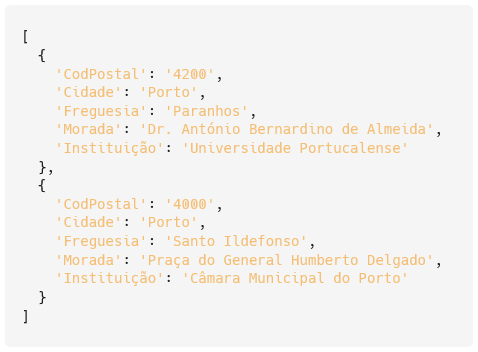 [
{
'CodPostal': '4200',
'Cidade': 'Porto',
'Freguesia': 'Paranhos',
'Morada': 'Dr. António Bernardino de Almeida',
'Instituição': 'Universidade Portucalense'
},
{
'CodPostal': '4000',
'Cidade': 'Porto',
'Freguesia': 'Santo Ildefonso',
'Morada': 'Praça do General Humberto Delgado',
'Instituição': 'Câmara Municipal do Porto'
}
]